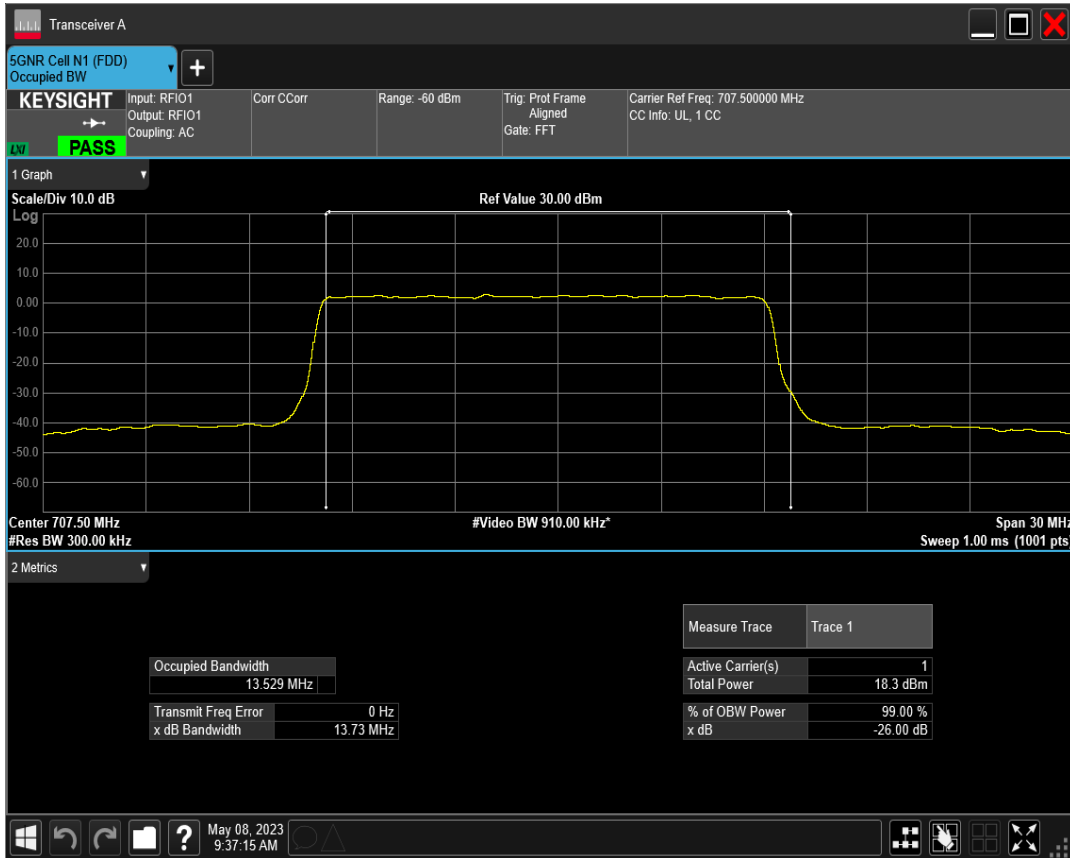 Transceiver A
5GNR Cell N1 (FDD)
Occupied BW
+
KEYSIGHT
LXI
PASS
Input: RFIO1
Output: RFIO1
Coupling: AC
Corr CCorr
Range: -60 dBm
Trig: Prot Frame
Aligned
Gate: FFT
Carrier Ref Freq: 707.500000 MHz
CC Info: UL, 1 CC
1 Graph
Scale/Div 10.0 dB
Ref Value 30.00 dBm
Log
20.0
10.0
0.00
-10.0
-20.0
-30.0
-40.0
-50.0
-60.0
Center 707.50 MHz
#Video BW 910.00 kHz*
Span 30 MHz
#Res BW 300.00 kHz
Sweep 1.00 ms (1001 pts)
2 Metrics
Measure Trace Trace 1
Occupied Bandwidth
13.529 MHz
Active Carrier(s) 1
Total Power 18.3 dBm
Transmit Freq Error 0 Hz
x dB Bandwidth 13.73 MHz
% of OBW Power 99.00 %
x dB -26.00 dB
?
May 08, 2023
9:37:15 AM